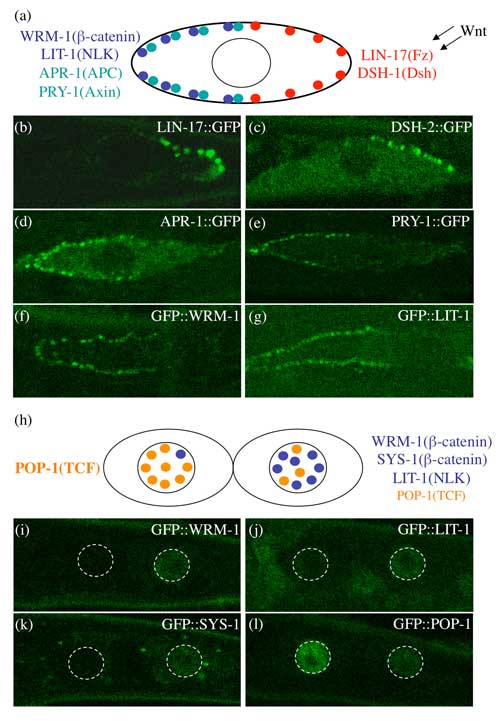 (a)
Wnt
WRM-1(β-catenin)
LIT-1(NLK)
APR-1(APC)
PRY-1(Axin)
LIN-17(Fz)
DSH-1(Dsh)
(b) LIN-17::GFP
(c) DSH-2::GFP
(d) APR-1::GFP
(e) PRY-1::GFP
(f) GFP::WRM-1
(g) GFP::LIT-1
(h)
POP-1(TCF)
WRM-1(β-catenin)
SYS-1(β-catenin)
LIT-1(NLK)
POP-1(TCF)
(i) GFP::WRM-1
(j) GFP::LIT-1
(k) GFP::SYS-1
(l) GFP::POP-1